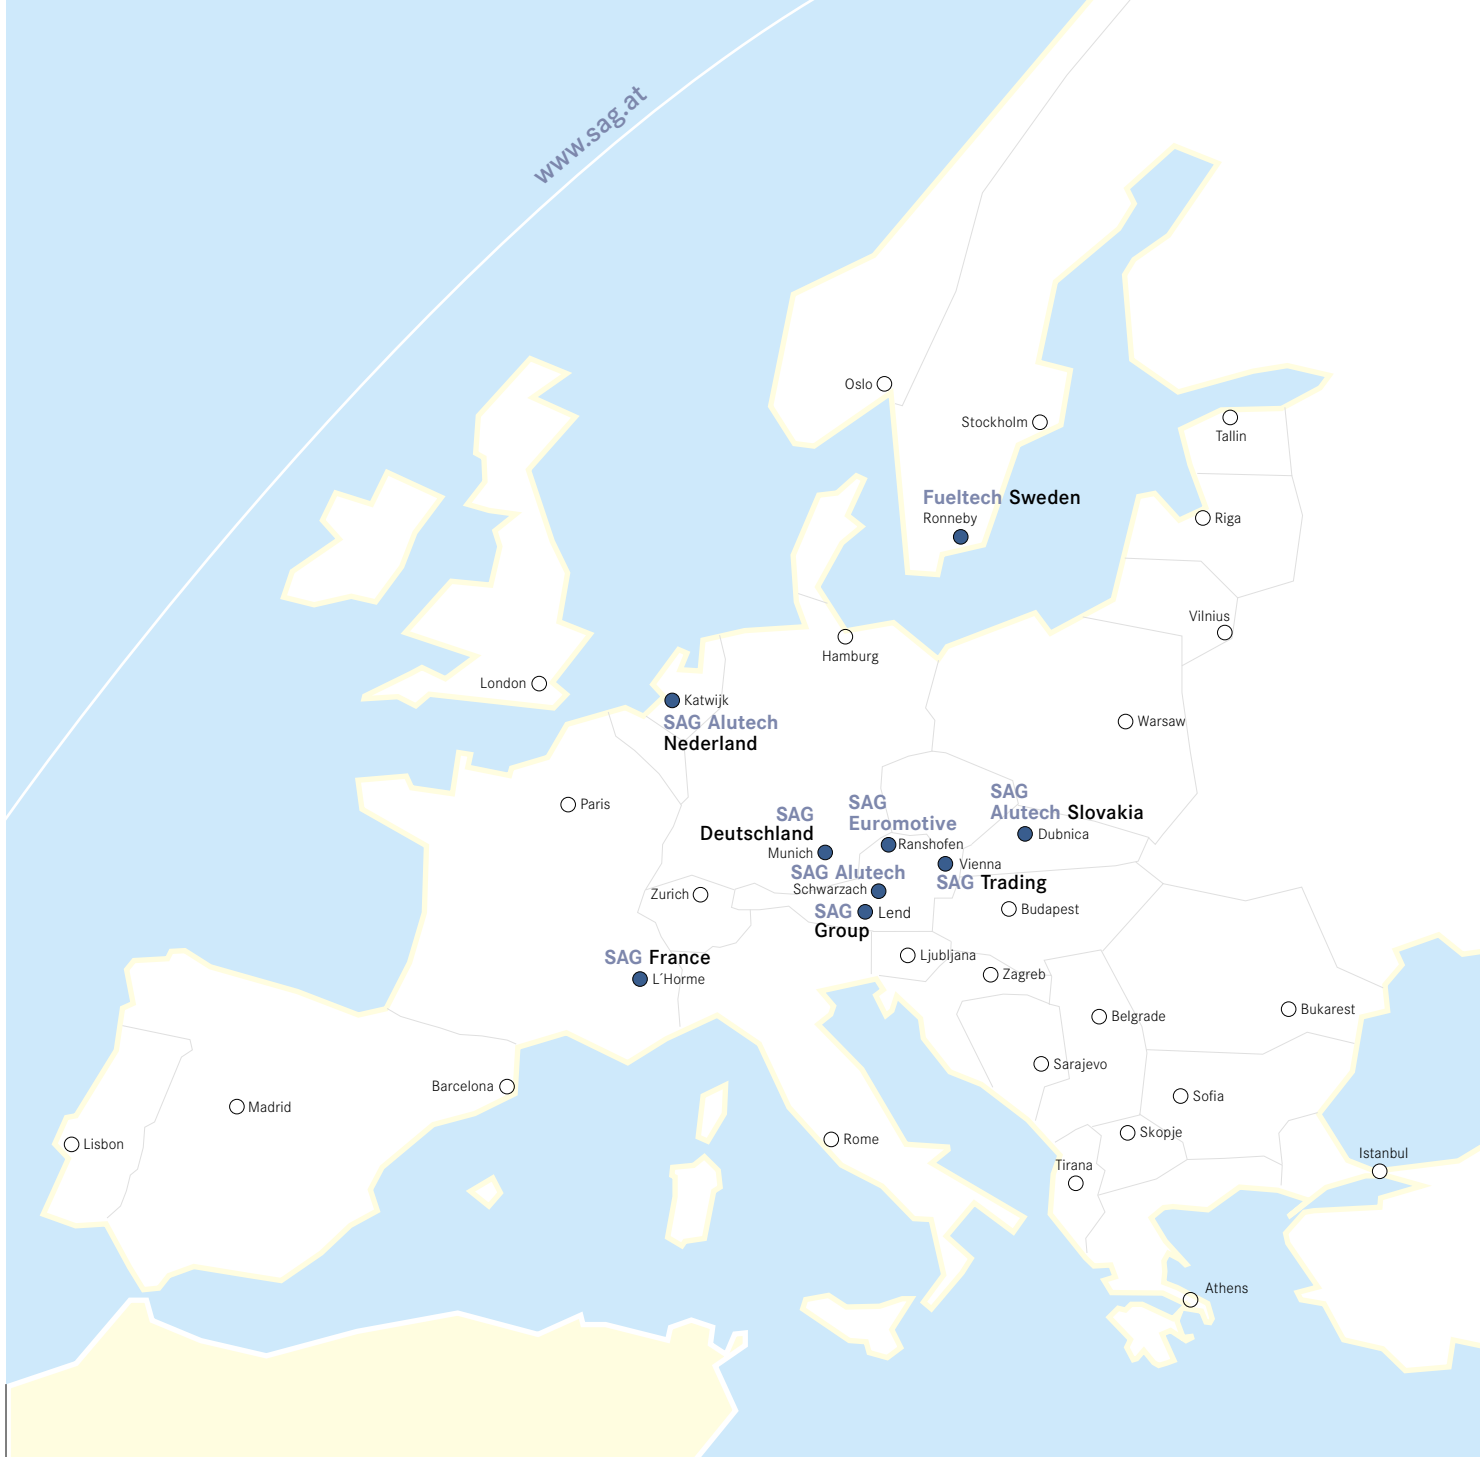 www.sag.at
Oslo
Stockholm
Tallin
Fueltech Sweden
Ronneby
Riga
Vilnius
Hamburg
London
Katwijk
SAG Alutech
Nederland
Warsaw
Paris
SAG
Deutschland
Munich
SAG
Euromotive
Ranshofen
SAG
Alutech Slovakia
Dubnica
Vienna
SAG Trading
SAG Alutech
Schwarzach
SAG
Group
Lend
Zurich
Budapest
SAG France
L´Horme
Ljubljana
Zagreb
Belgrade
Bukarest
Sarajevo
Barcelona
Madrid
Sofia
Lisbon
Rome
Skopje
Tirana
Istanbul
Athens